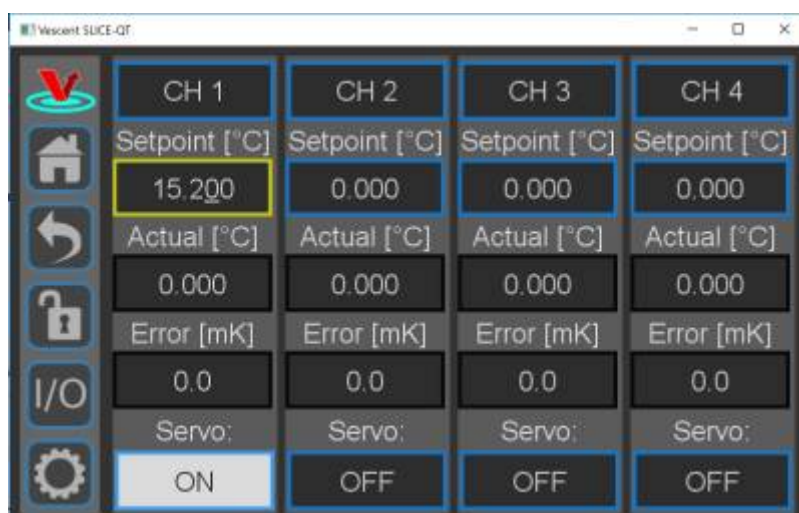 Vescent SLICE-QT
CH 1 CH 2 CH 3 CH 4
Setpoint [°C] Setpoint [°C] Setpoint [°C] Setpoint [°C]
15.200 0.000 0.000 0.000
Actual [°C] Actual [°C] Actual [°C] Actual [°C]
0.000 0.000 0.000 0.000
Error [mK] Error [mK] Error [mK] Error [mK]
I/O 0.0 0.0 0.0 0.0
Servo: Servo: Servo: Servo:
ON OFF OFF OFF